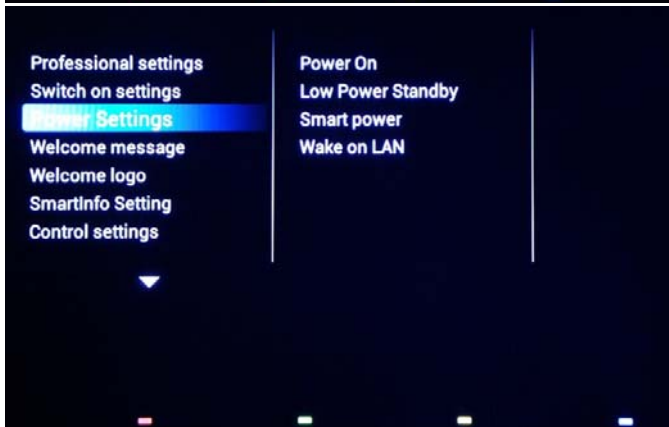 Professional settings
Switch on settings
Power Settings
Welcome message
Welcome logo
SmartInfo Setting
Control settings
Power On
Low Power Standby
Smart power
Wake on LAN